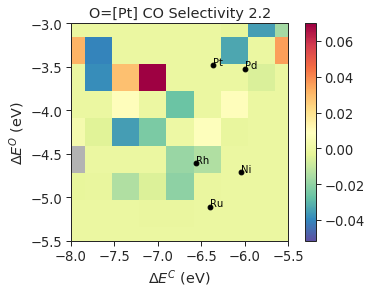 O=[Pt] CO Selectivity 2.2
−3.0
−3.5
−4.0
−4.5
−5.0
−5.5
ΔE^O (eV)
Pt
Pd
Rh
Ni
Ru
−8.0 −7.5 −7.0 −6.5 −6.0 −5.5
ΔE^C (eV)
0.06
0.04
0.02
0.00
−0.02
−0.04